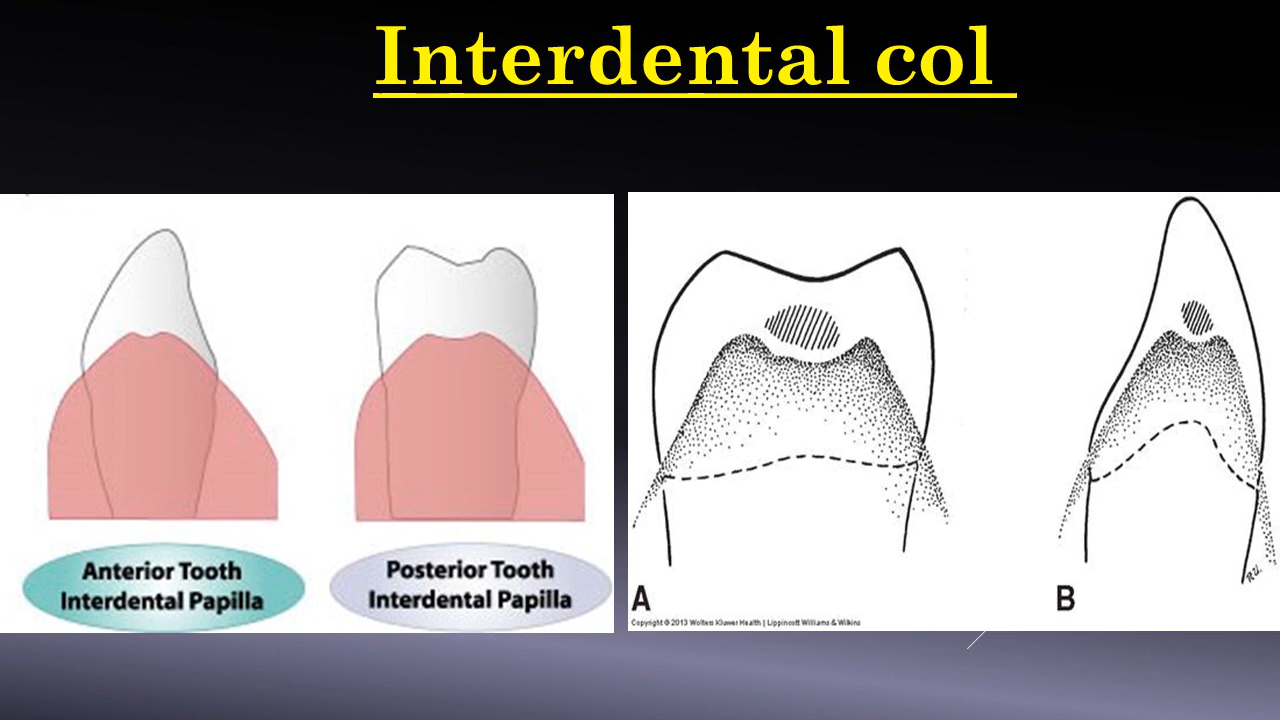 Interdental col
Anterior Tooth
Interdental Papilla
Posterior Tooth
Interdental Papilla
A
B
Copyright © 2013 Wolters Kluwer Health | Lippincott Williams & Wilkins